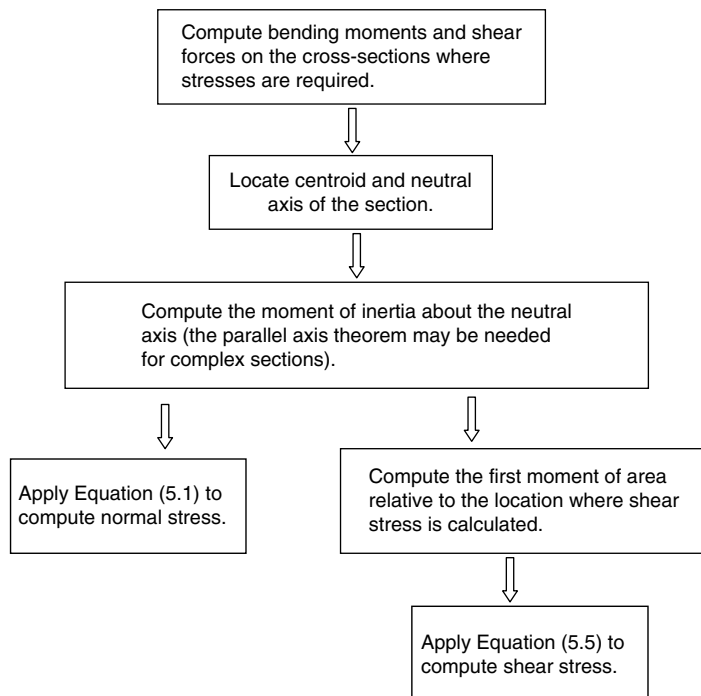 Compute bending moments and shear
forces on the cross-sections where
stresses are required.
Locate centroid and neutral
axis of the section.
Compute the moment of inertia about the neutral
axis (the parallel axis theorem may be needed
for complex sections).
Apply Equation (5.1) to
compute normal stress.
Compute the first moment of area
relative to the location where shear
stress is calculated.
Apply Equation (5.5) to
compute shear stress.